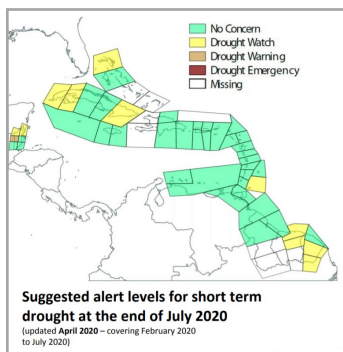 No Concern
Drought Watch
Drought Warning
Drought Emergency
Missing
Suggested alert levels for short term
drought at the end of July 2020
(updated April 2020 – covering February 2020
to July 2020)